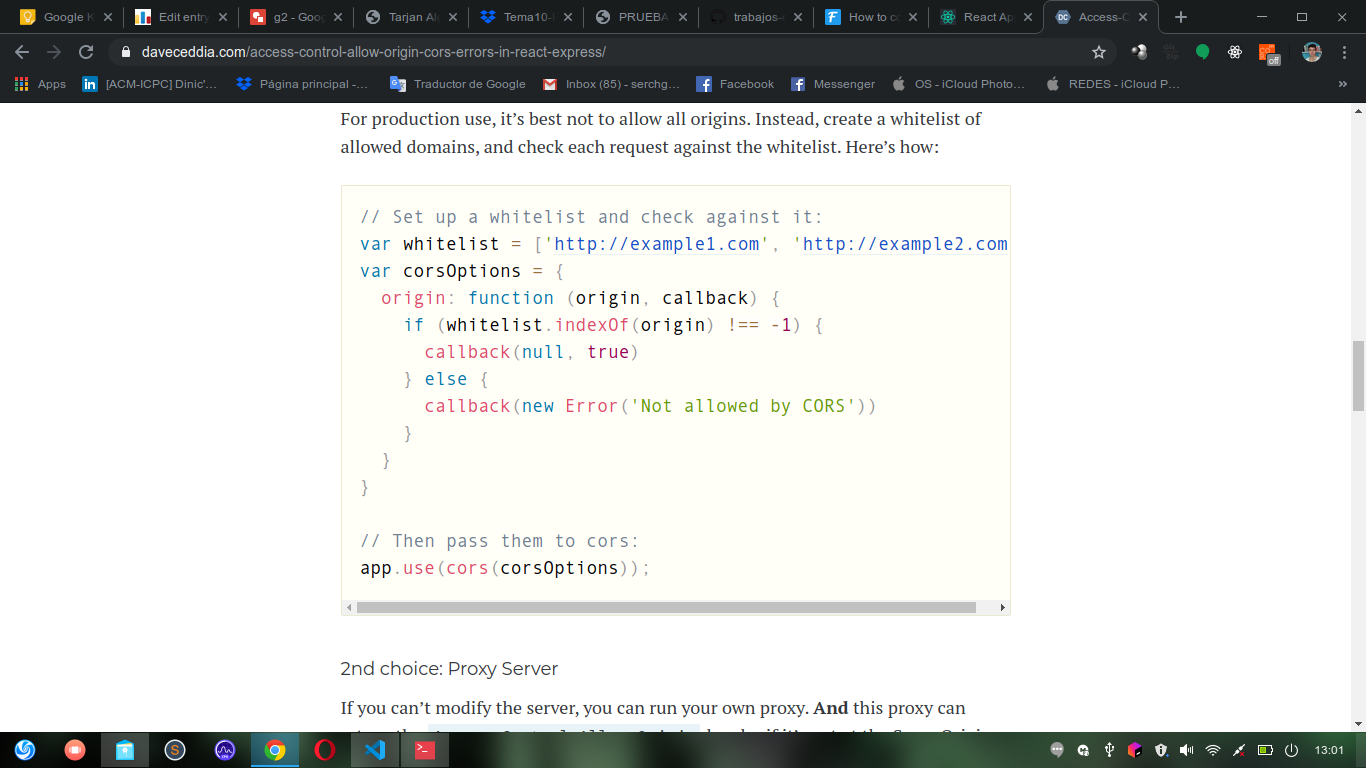 Google K
Edit entry
g2 - Goog
Tarjan Al
Tema10-
PRUEBA
trabajos-
How to co
React Ap
Access-C
daveceddia.com/access-control-allow-origin-cors-errors-in-react-express/
Apps
[ACM-ICPC] Dinic'...
Página principal -...
Traductor de Google
Inbox (85) - serchg...
Facebook
Messenger
OS - iCloud Photo...
REDES - iCloud P...
»
For production use, it's best not to allow all origins. Instead, create a whitelist of
allowed domains, and check each request against the whitelist. Here's how:
// Set up a whitelist and check against it:
var whitelist = ['http://example1.com', 'http://example2.com
var corsOptions = {
origin: function (origin, callback) {
if (whitelist.indexOf(origin) !== -1) {
callback(null, true)
} else {
callback(new Error('Not allowed by CORS'))
}
}
}
// Then pass them to cors:
app.use(cors(corsOptions));
2nd choice: Proxy Server
If you can't modify the server, you can run your own proxy. And this proxy can
13:01